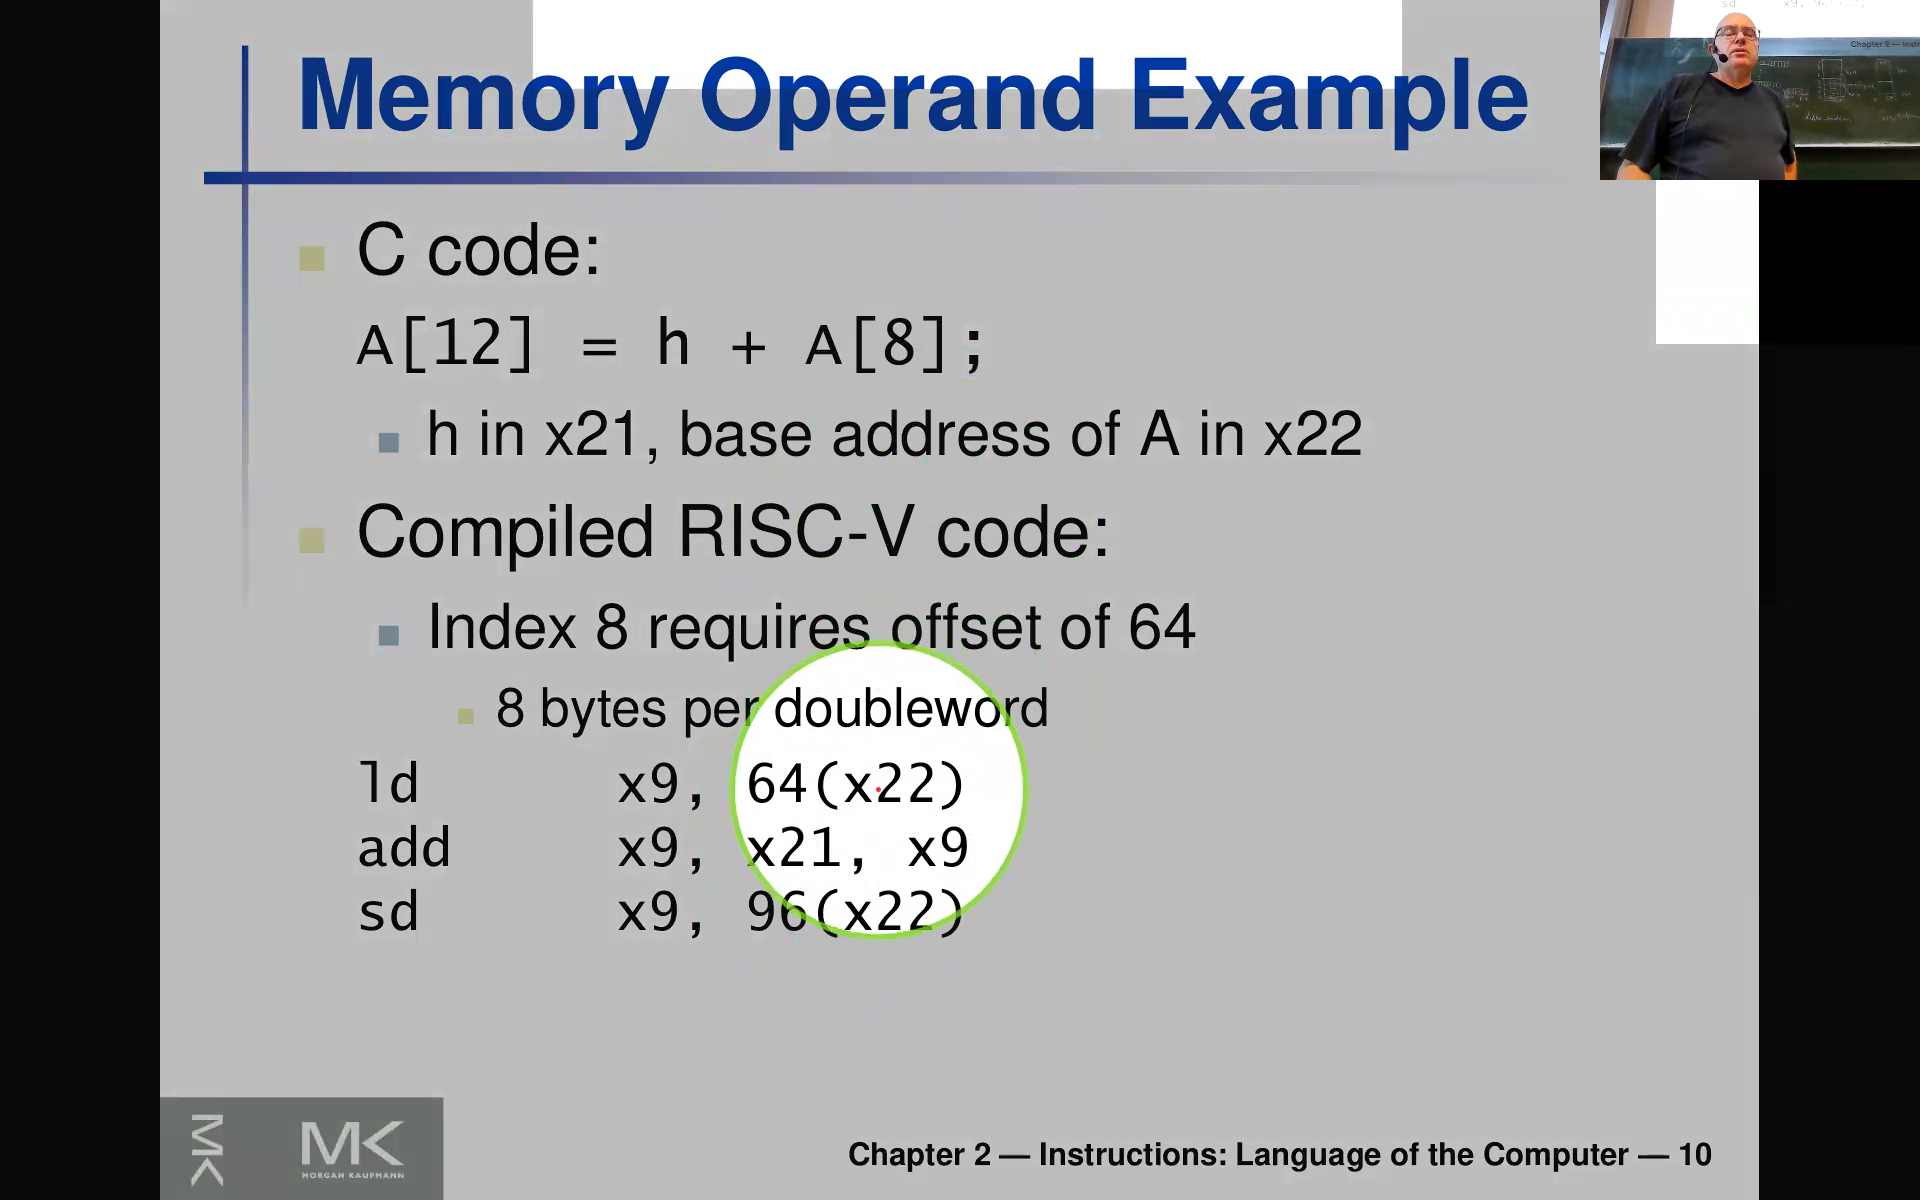 Memory Operand Example
C code:
A[12] = h + A[8];
h in x21, base address of A in x22
Compiled RISC-V code:
Index 8 requires offset of 64
8 bytes per doubleword
ld x9, 64(x22)
add x9, x21, x9
sd x9, 96(x22)
MK
MK
MORGAN KAUFMANN
Chapter 2 — Instructions: Language of the Computer — 10